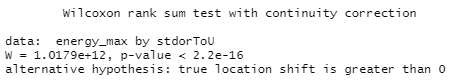 Wilcoxon rank sum test with continuity correction
data:  energy_max by stdorToU
W = 1.0179e+12, p-value < 2.2e-16
alternative hypothesis: true location shift is greater than 0